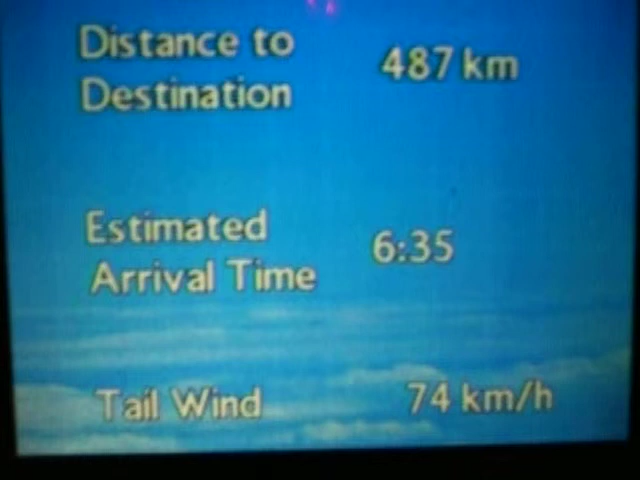 Distance to
Destination
487 km
Estimated
Arrival Time
6:35
Tail Wind
74 km/h